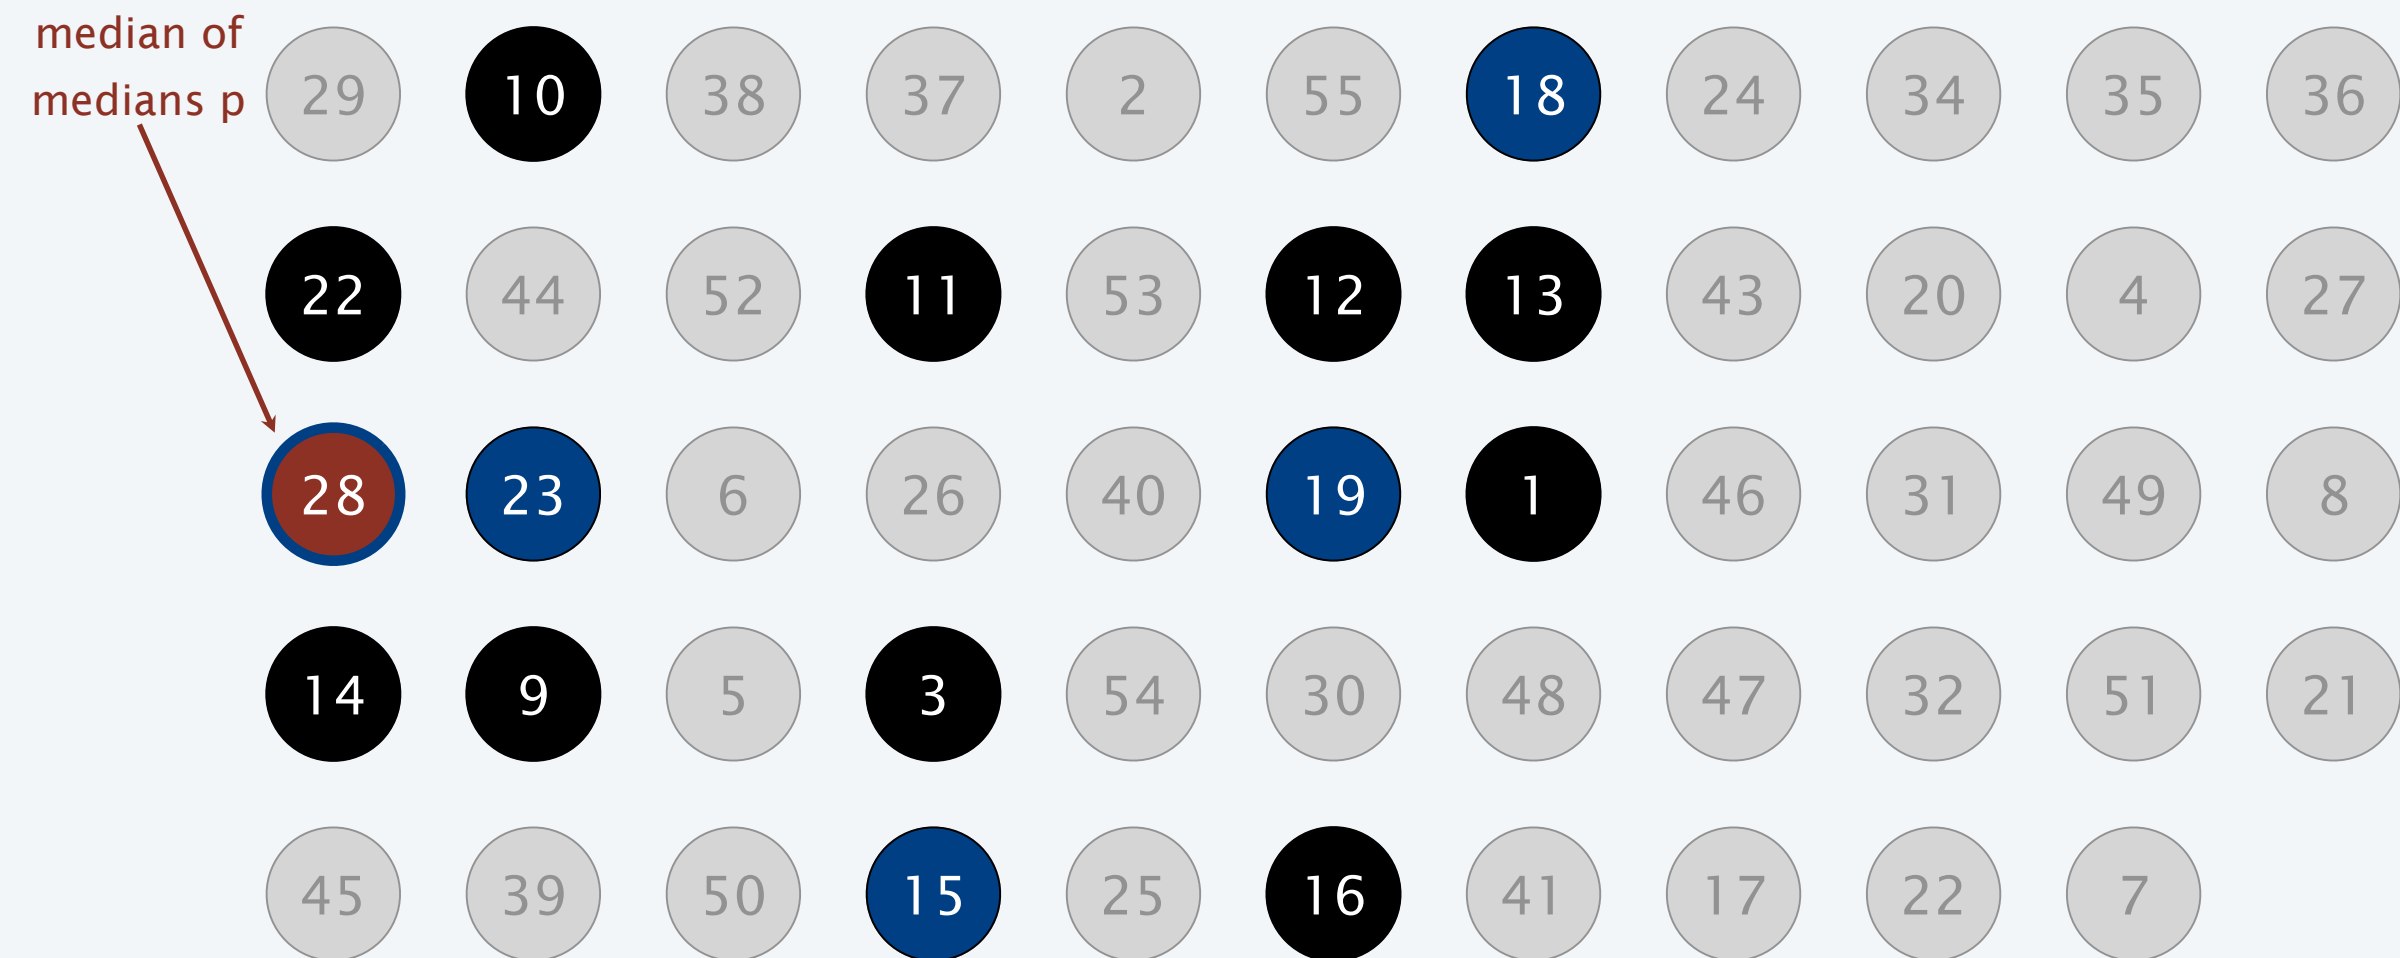 median of
medians p
29 10 38 37 2 55 18 24 34 35 36
22 44 52 11 53 12 13 43 20 4 27
28 23 6 26 40 19 1 46 31 49 8
14 9 5 3 54 30 48 47 32 51 21
45 39 50 15 25 16 41 17 22 7